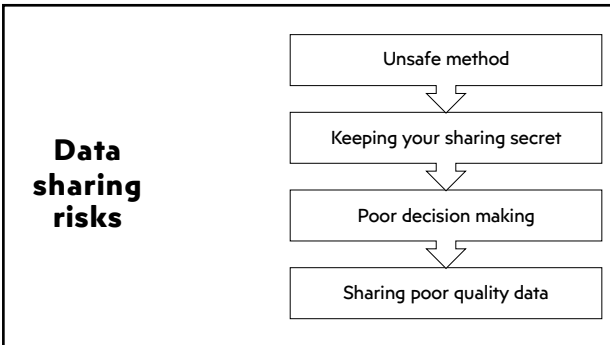 Data
sharing
risks
Unsafe method
Keeping your sharing secret
Poor decision making
Sharing poor quality data